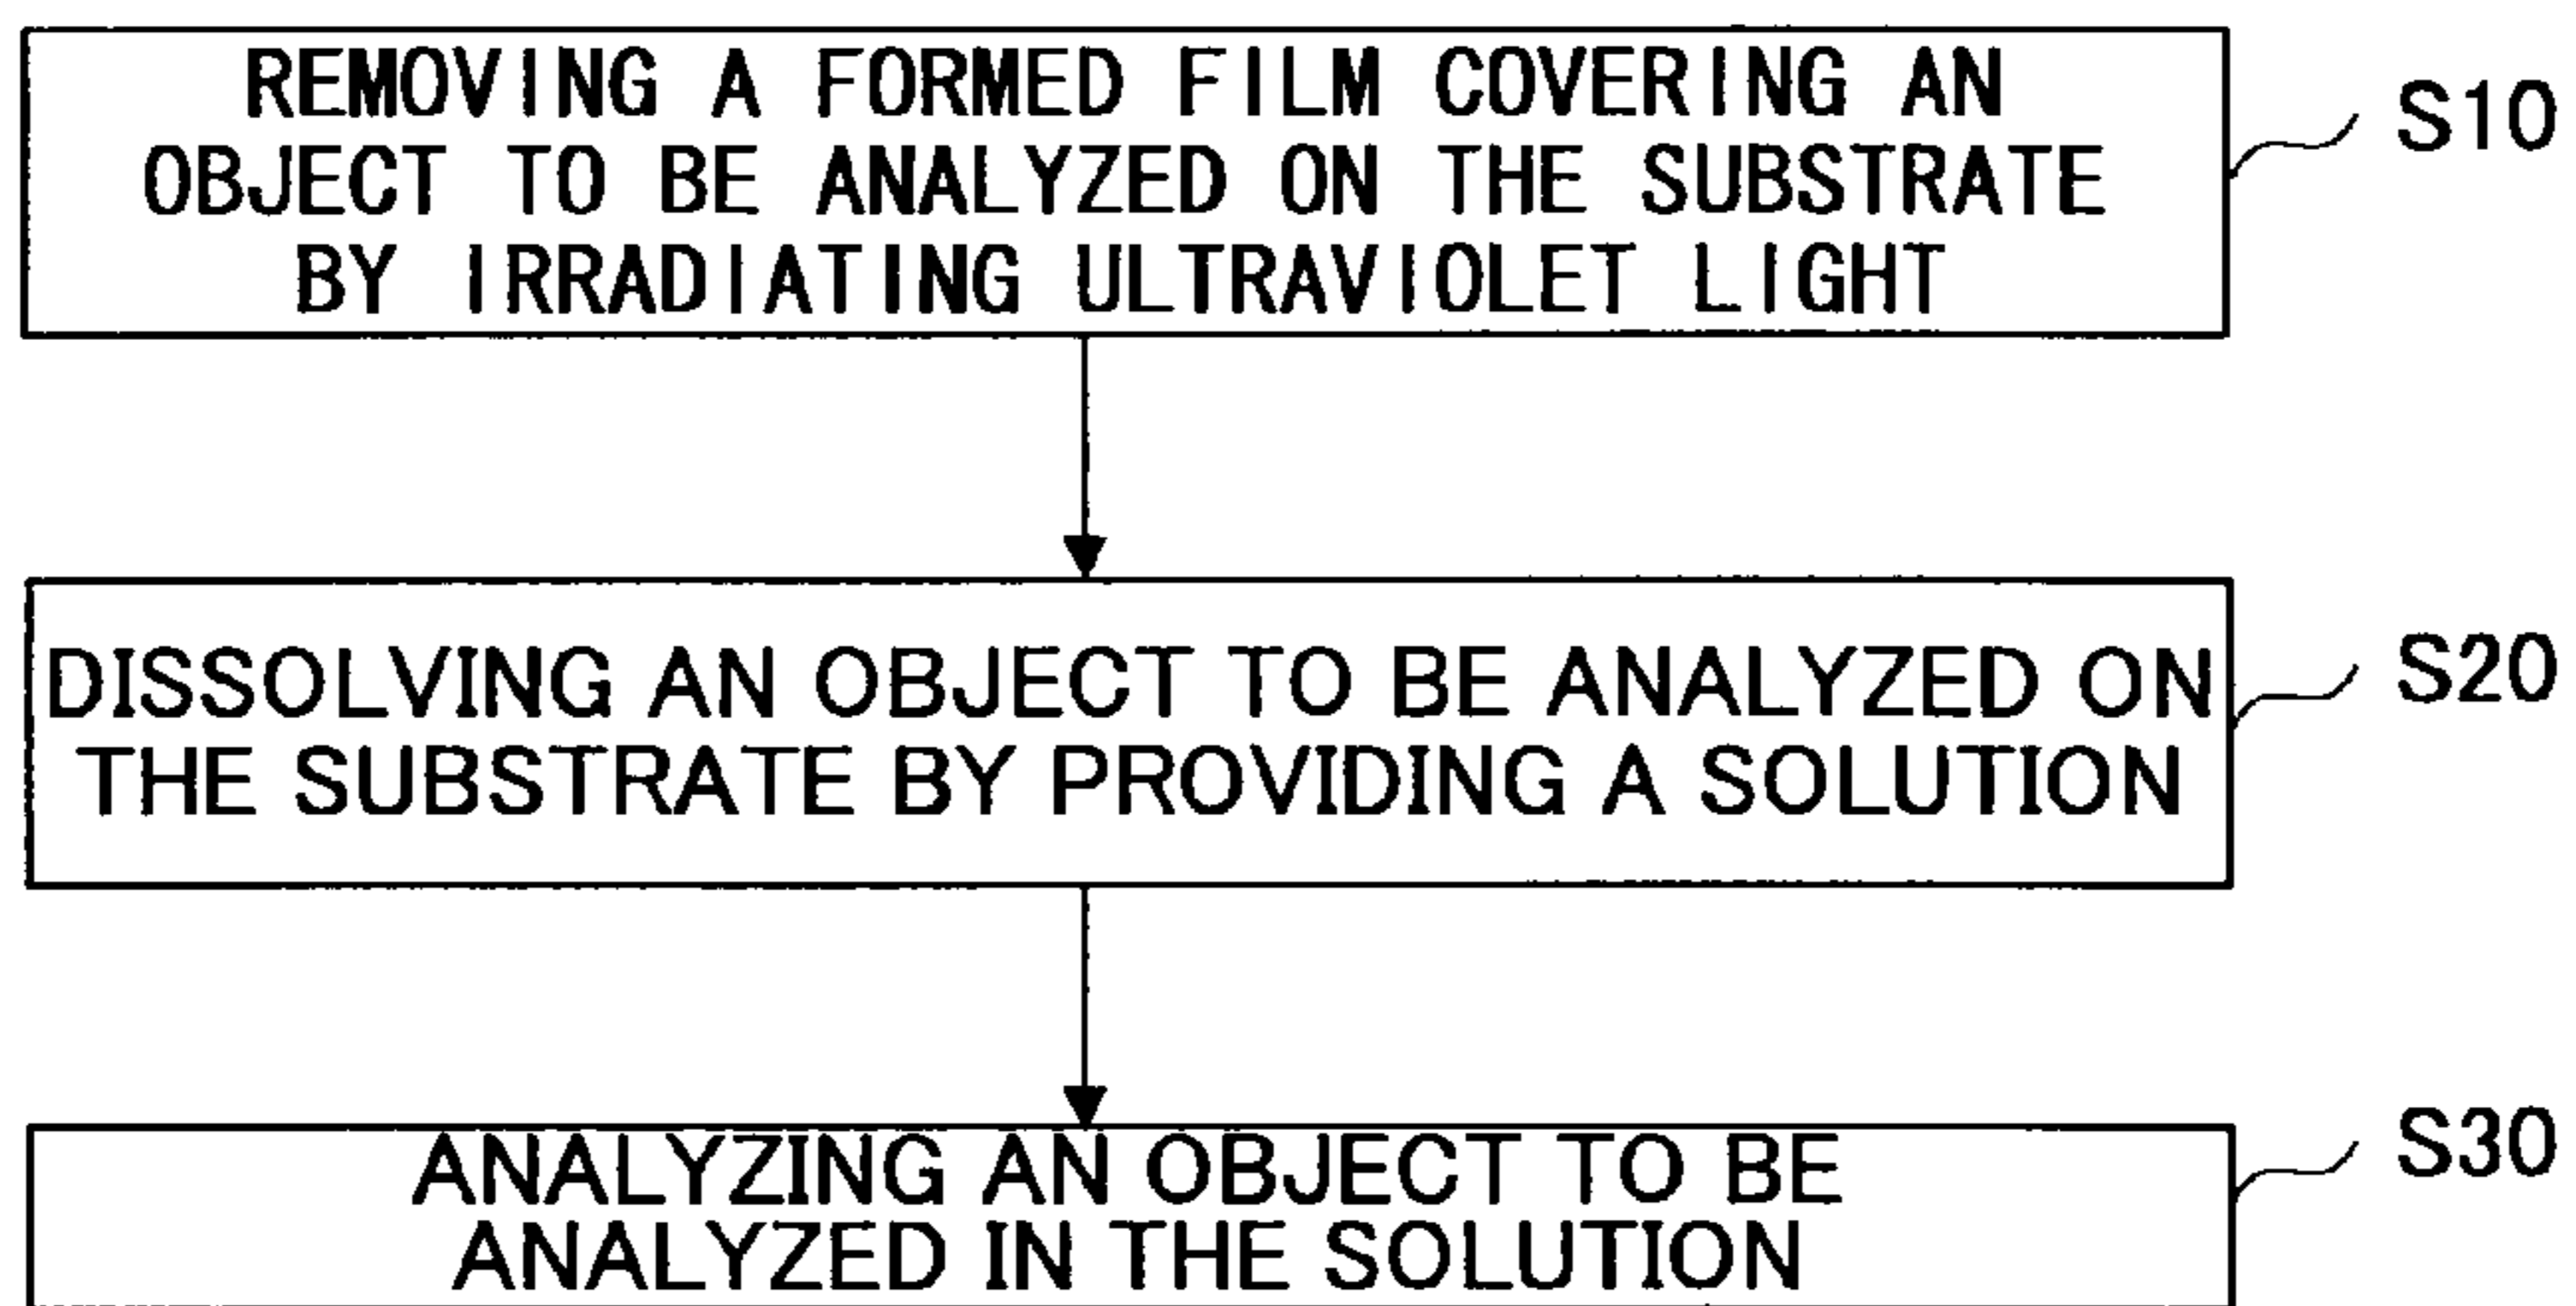 REMOVING A FORMED FILM COVERING AN
OBJECT TO BE ANALYZED ON THE SUBSTRATE
BY IRRADIATING ULTRAVIOLET LIGHT
S10
DISSOLVING AN OBJECT TO BE ANALYZED ON
THE SUBSTRATE BY PROVIDING A SOLUTION
S20
ANALYZING AN OBJECT TO BE
ANALYZED IN THE SOLUTION
S30